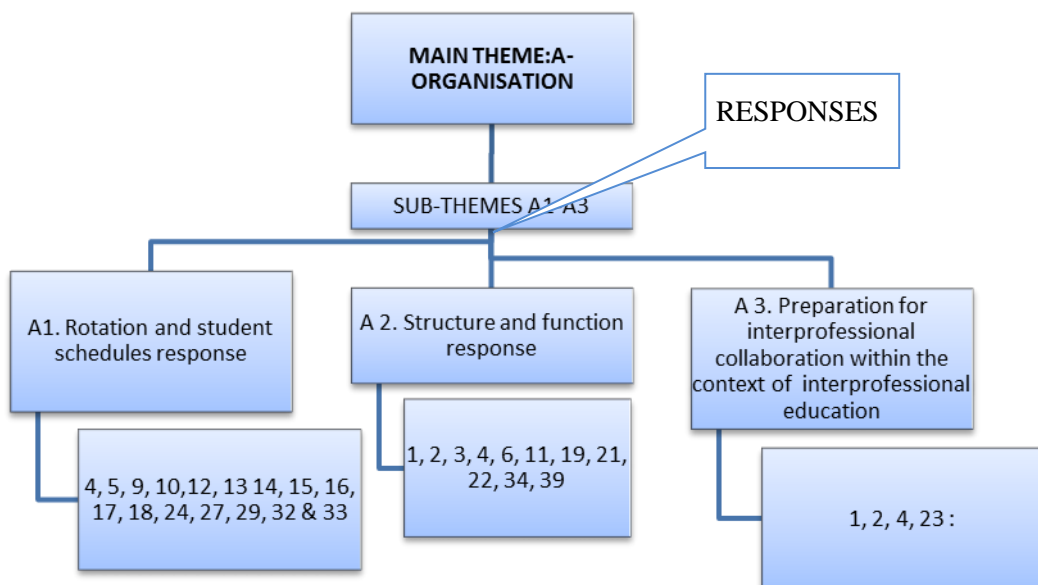 MAIN THEME:A-
ORGANISATION
RESPONSES
SUB-THEMES A1-A3
A1. Rotation and student
schedules response
A 2. Structure and function
response
A 3. Preparation for
interprofessional
collaboration within the
context of interprofessional
education
4, 5, 9, 10,12, 13 14, 15, 16,
17, 18, 24, 27, 29, 32 & 33
1, 2, 3, 4, 6, 11, 19, 21,
22, 34, 39
1, 2, 4, 23 :